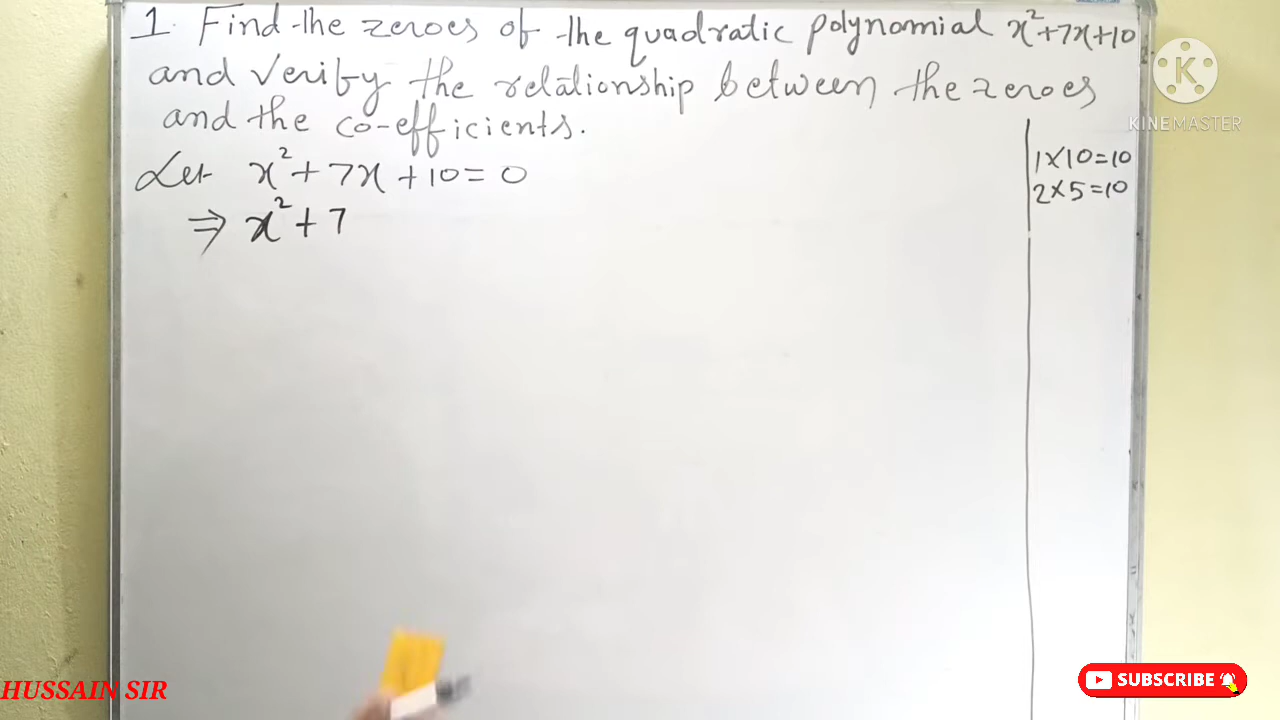 1. Find the zeroes of the quadratic polynomial x²+7x+10
and verify the relationship between the zeroes
and the co-efficients.
Let x²+7x+10=0
⇒ x²+7
1×10=10
2×5=10
K
KINEMASTER
HUSSAIN SIR
SUBSCRIBE